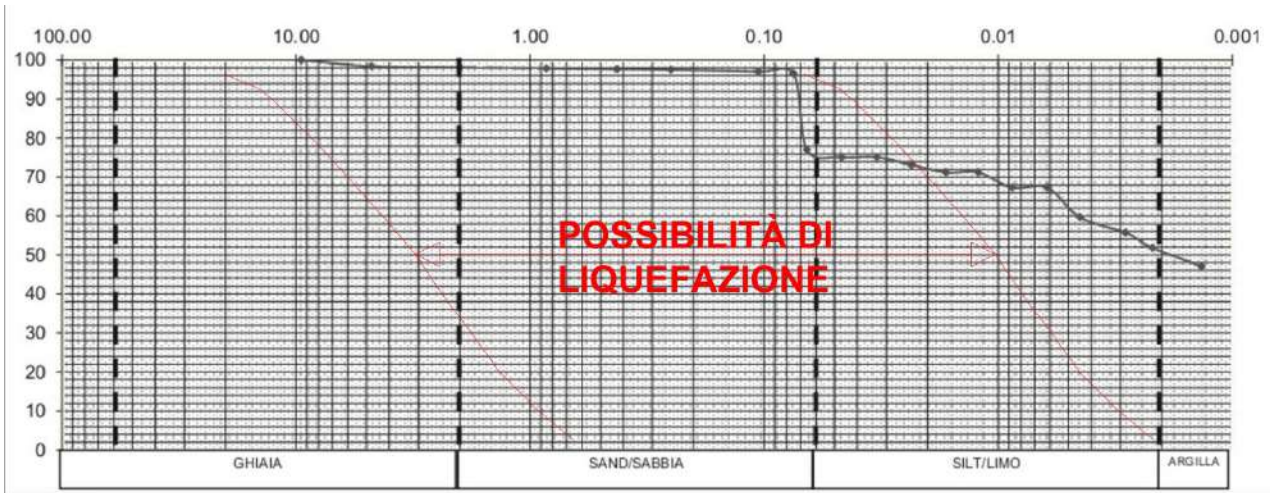 100.00 10.00 1.00 0.10 0.01 0.001
100
90
80
70
60
50
40
30
20
10
0
POSSIBILITÀ DI
LIQUEFAZIONE
GHIAIA SAND/SABBIA SILT/LIMO ARGILLA